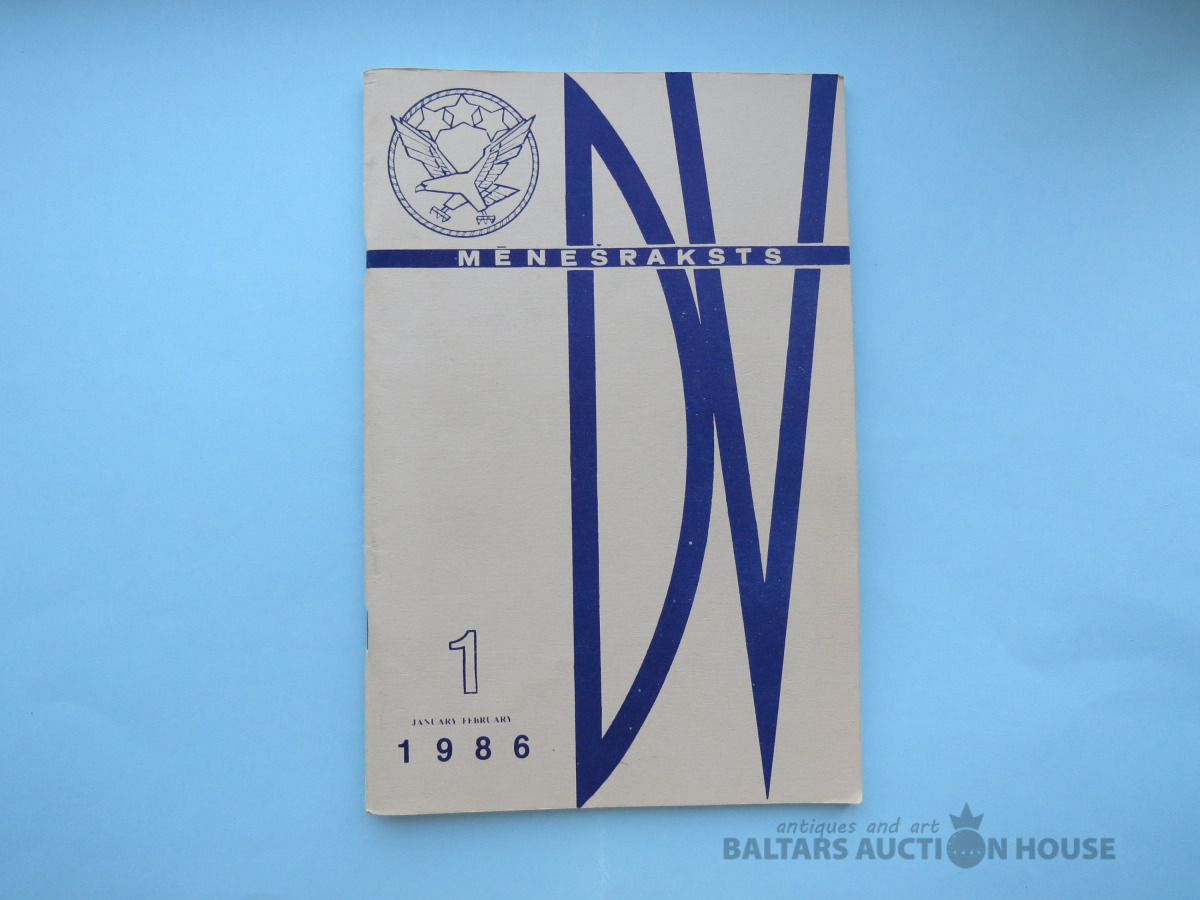 DV
MĒNEŠRAKSTS
1
JANUARY FEBRUARY
1986
antiques and art
BALTARS AUCTION HOUSE